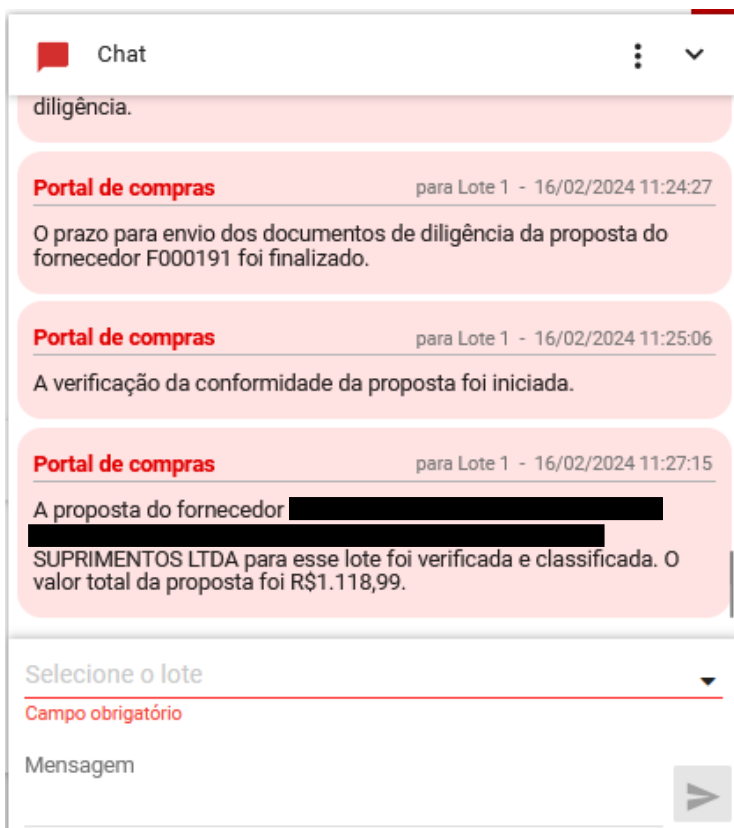 Chat
diligência.
Portal de compras para Lote 1 - 16/02/2024 11:24:27
O prazo para envio dos documentos de diligência da proposta do
fornecedor F000191 foi finalizado.
Portal de compras para Lote 1 - 16/02/2024 11:25:06
A verificação da conformidade da proposta foi iniciada.
Portal de compras para Lote 1 - 16/02/2024 11:27:15
A proposta do fornecedor
SUPRIMENTOS LTDA para esse lote foi verificada e classificada. O
valor total da proposta foi R$1.118,99.
Selecione o lote
Campo obrigatório
Mensagem